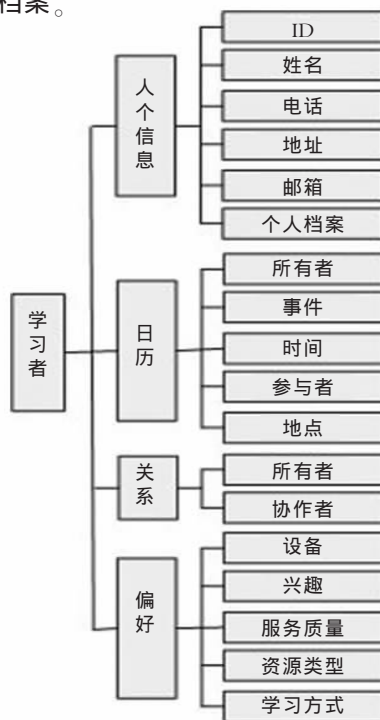 档案。
学习者
人个信息
ID
姓名
电话
地址
邮箱
个人档案
日历
所有者
事件
时间
参与者
地点
关系
所有者
协作者
偏好
设备
兴趣
服务质量
资源类型
学习方式